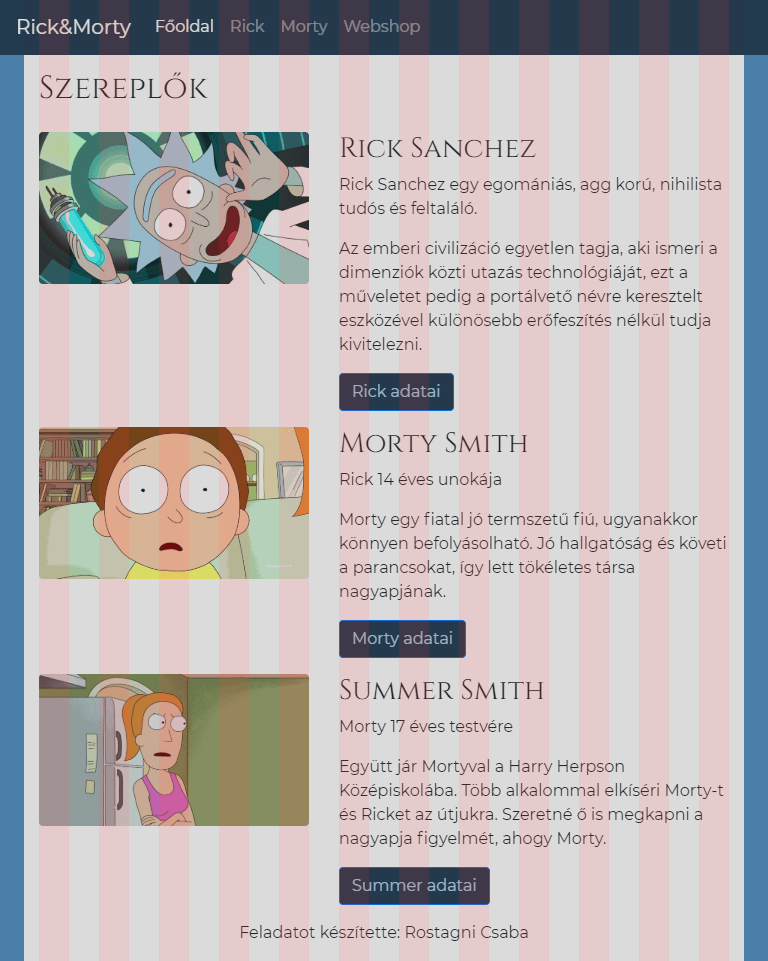 Rick&Morty Főoldal Rick Morty Webshop
Szereplők
Rick Sanchez
Rick Sanchez egy egomániás, agg korú, nihilista
tudós és feltaláló.
Az emberi civilizáció egyetlen tagja, aki ismeri a
dimenziók közti utazás technológiáját, ezt a
műveletet pedig a portálvető névre keresztelt
eszközével különösebb erőfeszítés nélkül tudja
kivitelezni.
Rick adatai
Morty Smith
Rick 14 éves unokája
Morty egy fiatal jó termszetű fiú, ugyanakkor
könnyen befolyásolható. Jó hallgatóság és követi
a parancsokat, így lett tökéletes társa
nagyapjának.
Morty adatai
Summer Smith
Morty 17 éves testvére
Együtt jár Mortyval a Harry Herpson
Középiskolába. Több alkalommal elkíséri Morty-t
és Ricket az útjukra. Szeretné ő is megkapni a
nagyapja figyelmét, ahogy Morty.
Summer adatai
Feladatot készítette: Rostagni Csaba